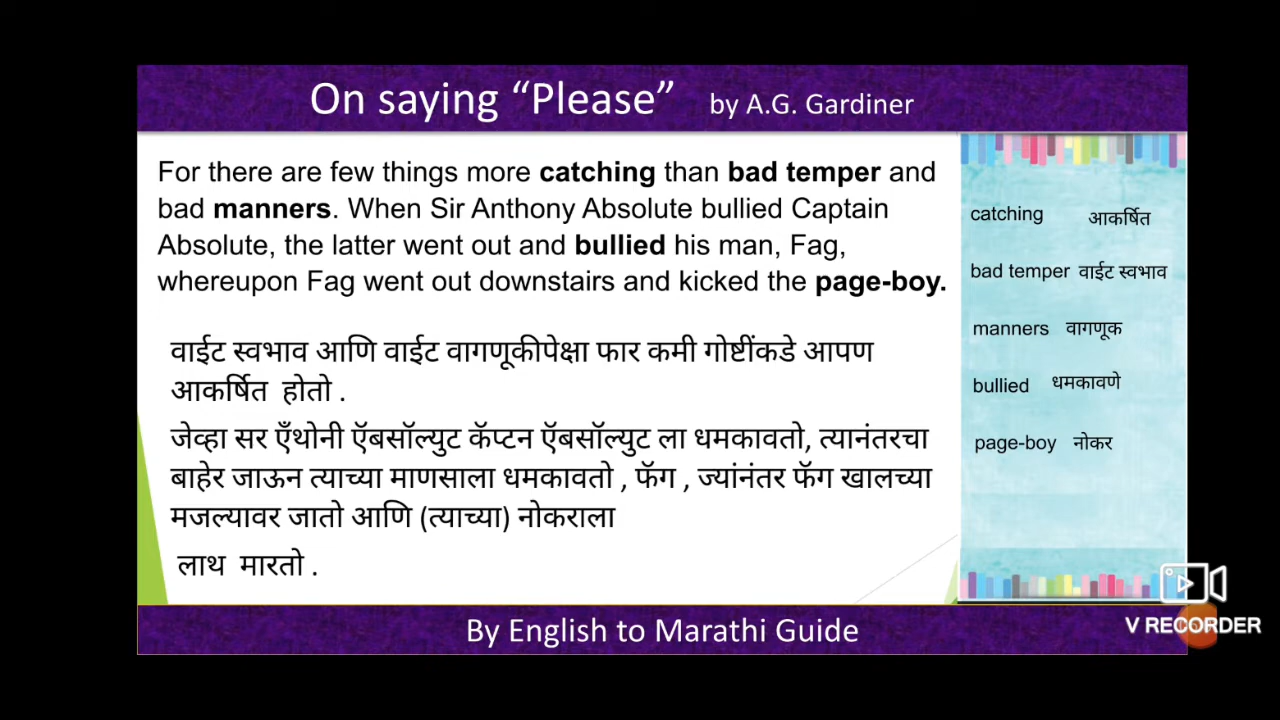 On saying “Please” by A.G. Gardiner
For there are few things more catching than bad temper and
bad manners. When Sir Anthony Absolute bullied Captain
Absolute, the latter went out and bullied his man, Fag,
whereupon Fag went out downstairs and kicked the page-boy.
वाईट स्वभाव आणि वाईट वागणूकीपेक्षा फार कमी गोष्टींकडे आपण
आकर्षित होतो .
जेव्हा सर एँथोनी ऍबसॉल्युट कॅप्टन ऍबसॉल्युट ला धमकावतो, त्यानंतरचा
बाहेर जाऊन त्याच्या माणसाला धमकावतो , फॅग , ज्यांनंतर फॅग खालच्या
मजल्यावर जातो आणि (त्याच्या) नोकराला
लाथ मारतो .
catching आकर्षित
bad temper वाईट स्वभाव
manners वागणूक
bullied धमकावणे
page-boy नोकर
By English to Marathi Guide
V RECORDER